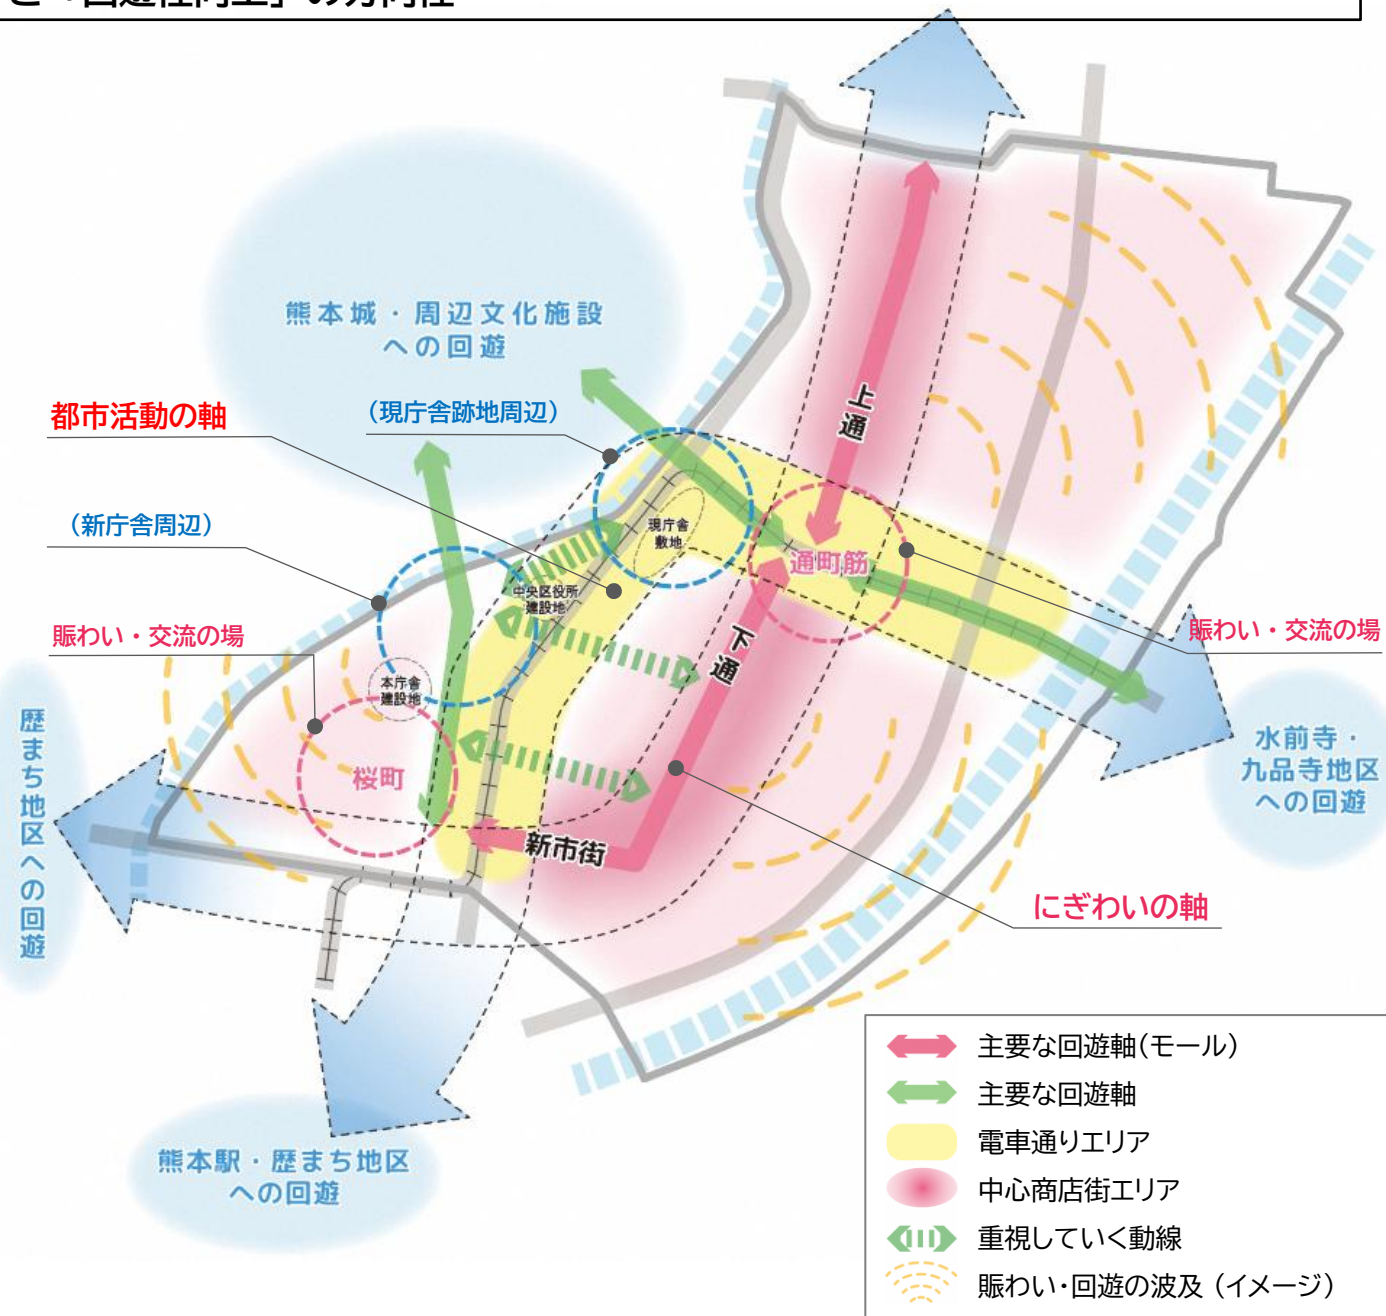 回遊性向上」の方向性
熊本城・周辺文化施設
への回遊
都市活動の軸
（現庁舎跡地周辺）
上通
（新庁舎周辺）
現庁舎
敷地
通町筋
中央区役所
建設地
賑わい・交流の場
賑わい・交流の場
下通
本庁舎
建設地
歴まち地区への回遊
桜町
水前寺・
九品寺地区
への回遊
新市街
にぎわいの軸
主要な回遊軸(モール)
主要な回遊軸
電車通りエリア
中心商店街エリア
重視していく動線
賑わい・回遊の波及 (イメージ)
熊本駅・歴まち地区
への回遊